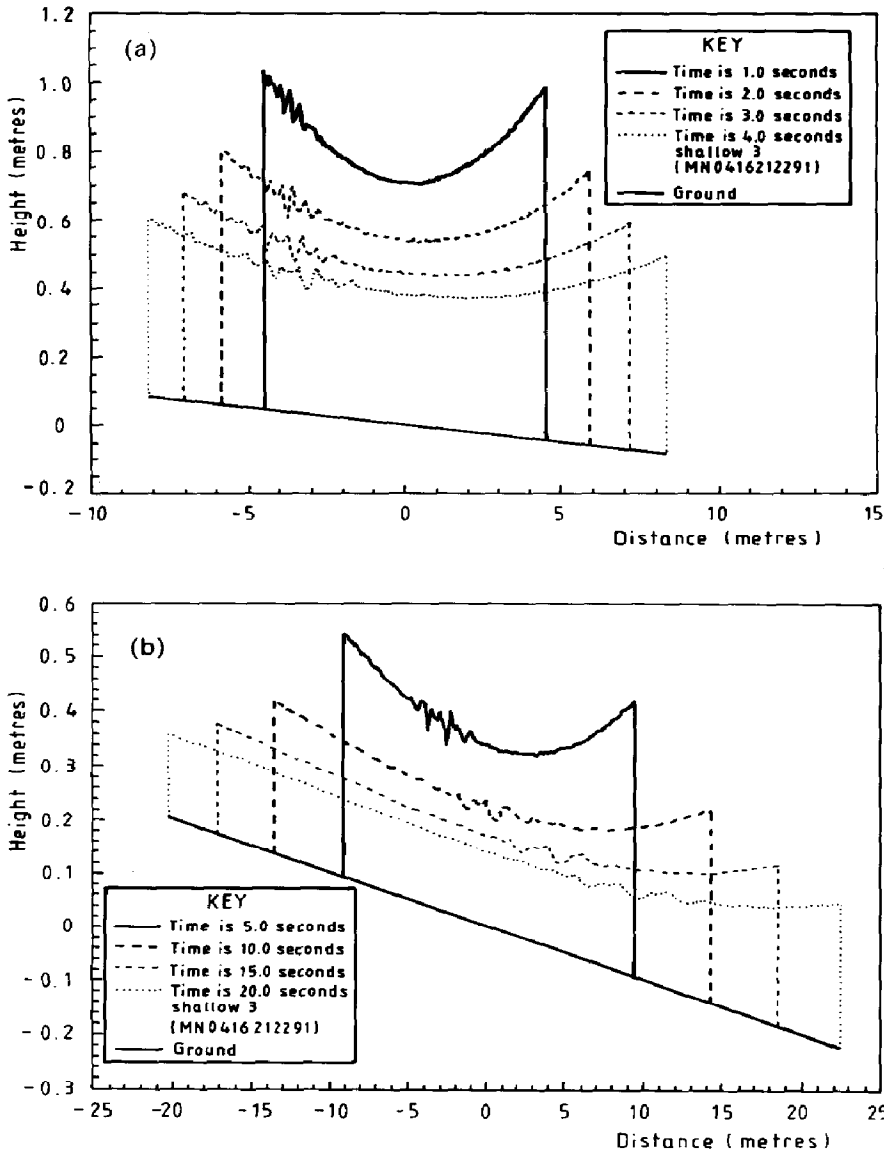 (a)
KEY
Time is 1.0 seconds
Time is 2.0 seconds
Time is 3.0 seconds
Time is 4.0 seconds
shallow 3
(MN0416212291)
Ground
Height (metres)
1.2
1.0
0.8
0.6
0.4
0.2
0
-0.2
-10
-5
0
5
10
15
Distance (metres)
(b)
KEY
Time is 5.0 seconds
Time is 10.0 seconds
Time is 15.0 seconds
Time is 20.0 seconds
shallow 3
(MN0416212291)
Ground
Height (metres)
0.6
0.5
0.4
0.3
0.2
0.1
0
-0.1
-0.2
-0.3
-25
-20
-15
-10
-5
0
5
10
15
20
25
Distance (metres)